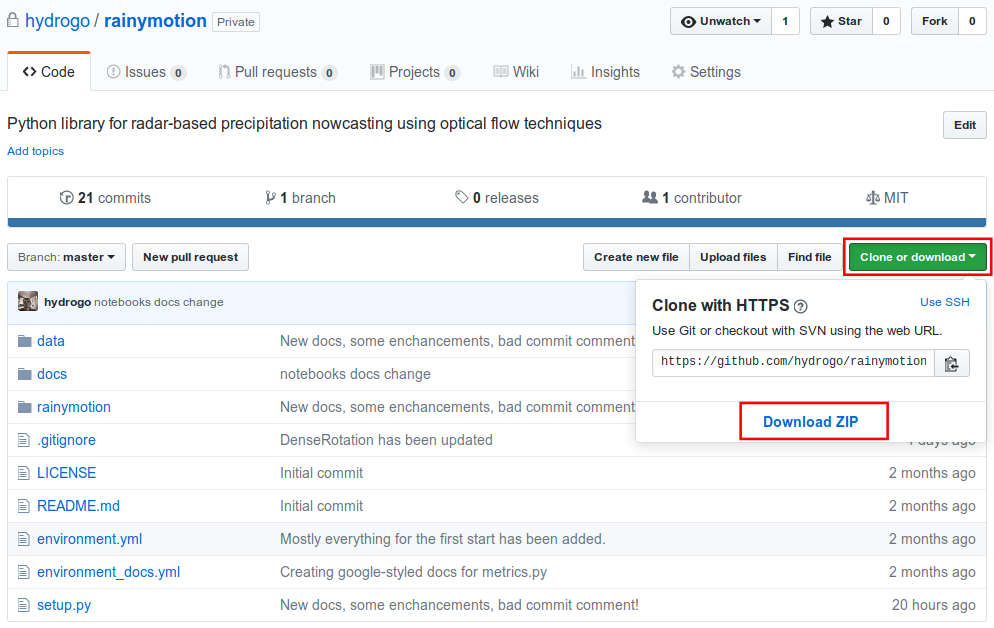 hydrogo / rainymotion Private Unwatch 1 Star 0 Fork 0
Code Issues 0 Pull requests 0 Projects 0 Wiki Insights Settings
Python library for radar-based precipitation nowcasting using optical flow techniques Edit
Add topics
21 commits 1 branch 0 releases 1 contributor MIT
Branch: master New pull request Create new file Upload files Find file Clone or download
hydrogo notebooks docs change
Clone with HTTPS ? Use SSH
Use Git or checkout with SVN using the web URL.
https://github.com/hydrogo/rainymotion
Download ZIP
data New docs, some enchancements, bad commit comment
docs notebooks docs change
rainymotion New docs, some enchancements, bad commit comment
.gitignore DenseRotation has been updated 4 days ago
LICENSE Initial commit 2 months ago
README.md Initial commit 2 months ago
environment.yml Mostly everything for the first start has been added. 2 months ago
environment_docs.yml Creating google-styled docs for metrics.py 2 months ago
setup.py New docs, some enchancements, bad commit comment! 20 hours ago